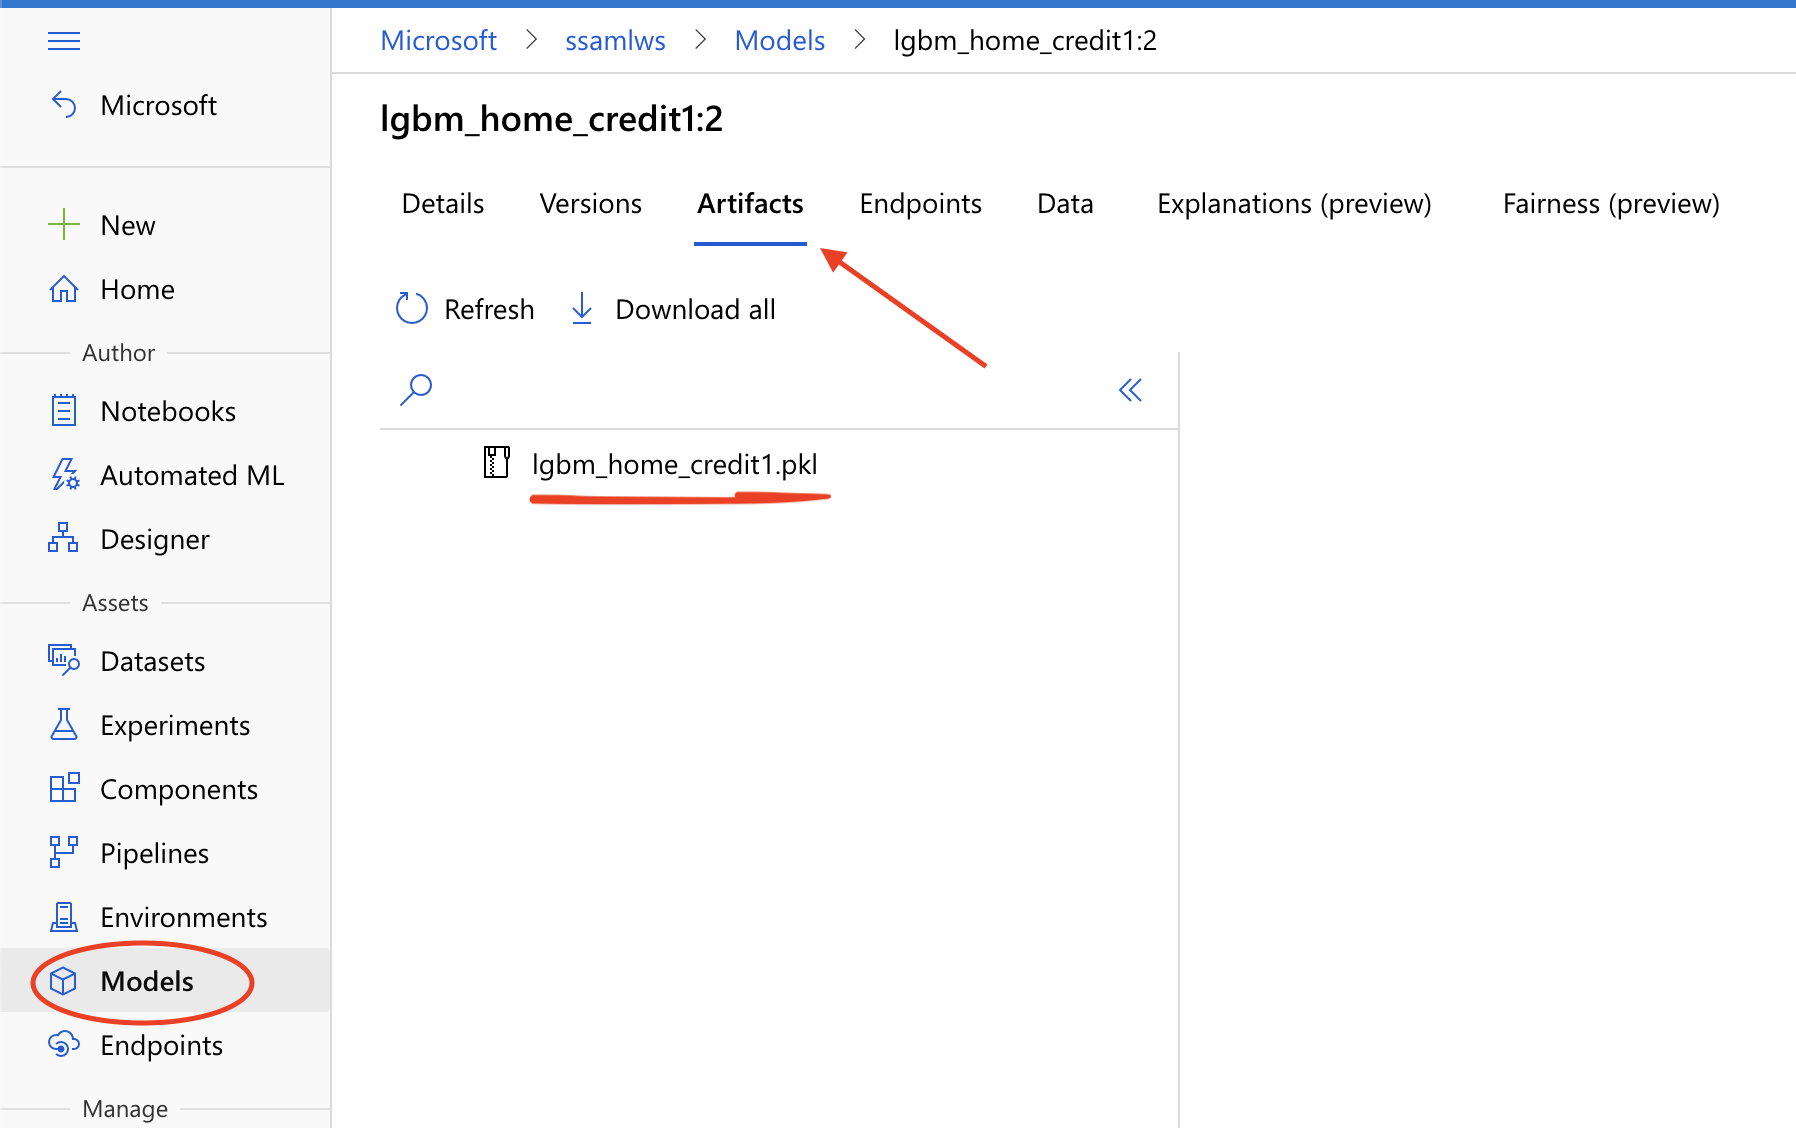 Microsoft > ssamlws > Models > lgbm_home_credit1:2
Microsoft
New
Home
Author
Notebooks
Automated ML
Designer
Assets
Datasets
Experiments
Components
Pipelines
Environments
Models
Endpoints
Manage
lgbm_home_credit1:2
Details Versions Artifacts Endpoints Data Explanations (preview) Fairness (preview)
Refresh Download all
lgbm_home_credit1.pkl